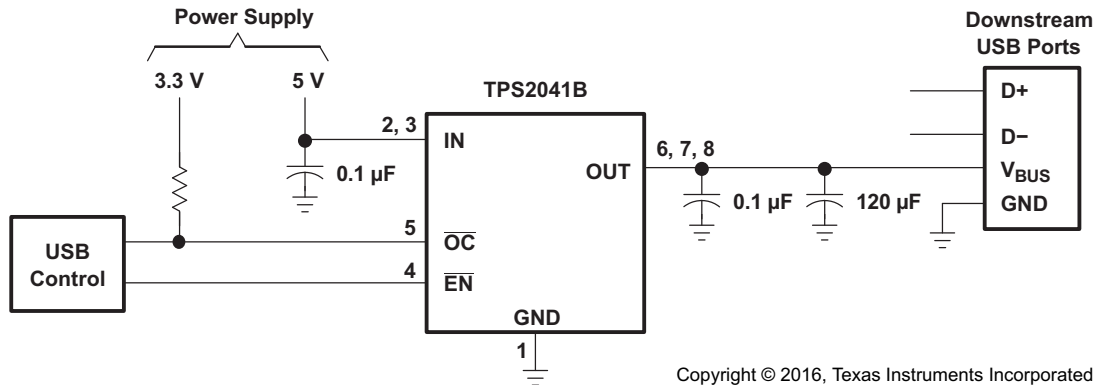 Power Supply
3.3 V
5 V
Downstream
USB Ports
TPS2041B
D+
2, 3
IN
D−
6, 7, 8
0.1 µF
OUT
V_BUS
0.1 µF
120 µF
GND
5
OC
USB
Control
4
EN
GND
1
Copyright © 2016, Texas Instruments Incorporated